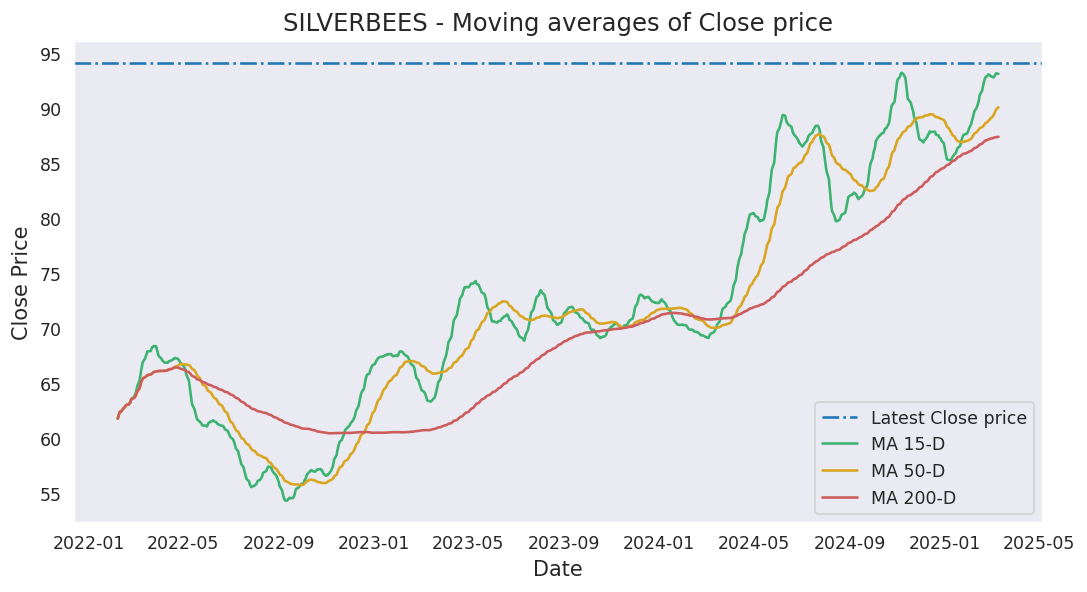 SILVERBEES - Moving averages of Close price
Close Price
95
90
85
80
75
70
65
60
55
Latest Close price
MA 15-D
MA 50-D
MA 200-D
2022-01 2022-05 2022-09 2023-01 2023-05 2023-09 2024-01 2024-05 2024-09 2025-01 2025-05
Date